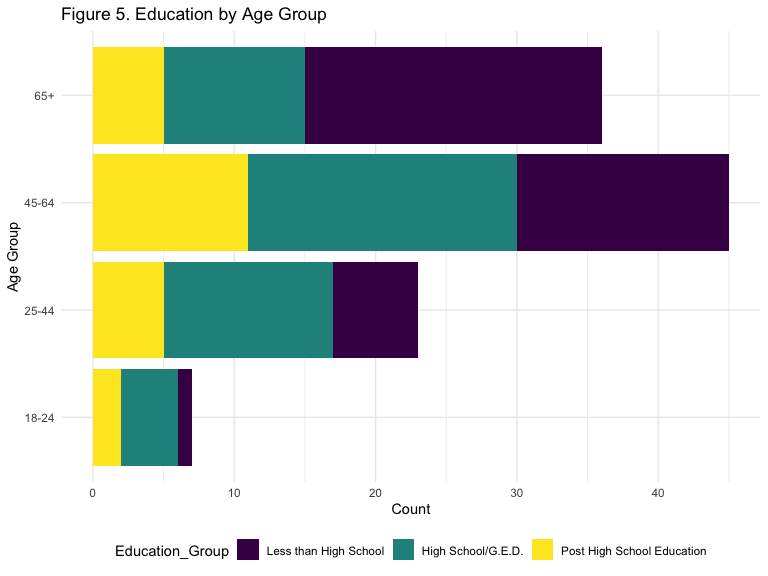 Figure 5. Education by Age Group
65+
45-64
25-44
18-24
Age Group
0 10 20 30 40
Count
Education_Group Less than High School High School/G.E.D. Post High School Education